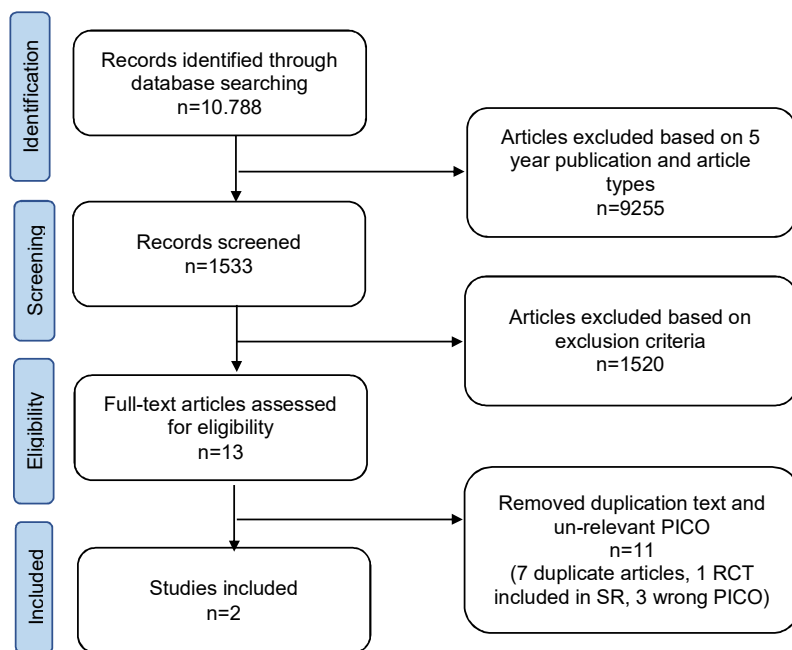 Identification
Records identified through
database searching
n=10.788
Articles excluded based on 5
year publication and article
types
n=9255
Screening
Records screened
n=1533
Articles excluded based on
exclusion criteria
n=1520
Eligibility
Full-text articles assessed
for eligibility
n=13
Removed duplication text and
un-relevant PICO
n=11
(7 duplicate articles, 1 RCT
included in SR, 3 wrong PICO)
Included
Studies included
n=2